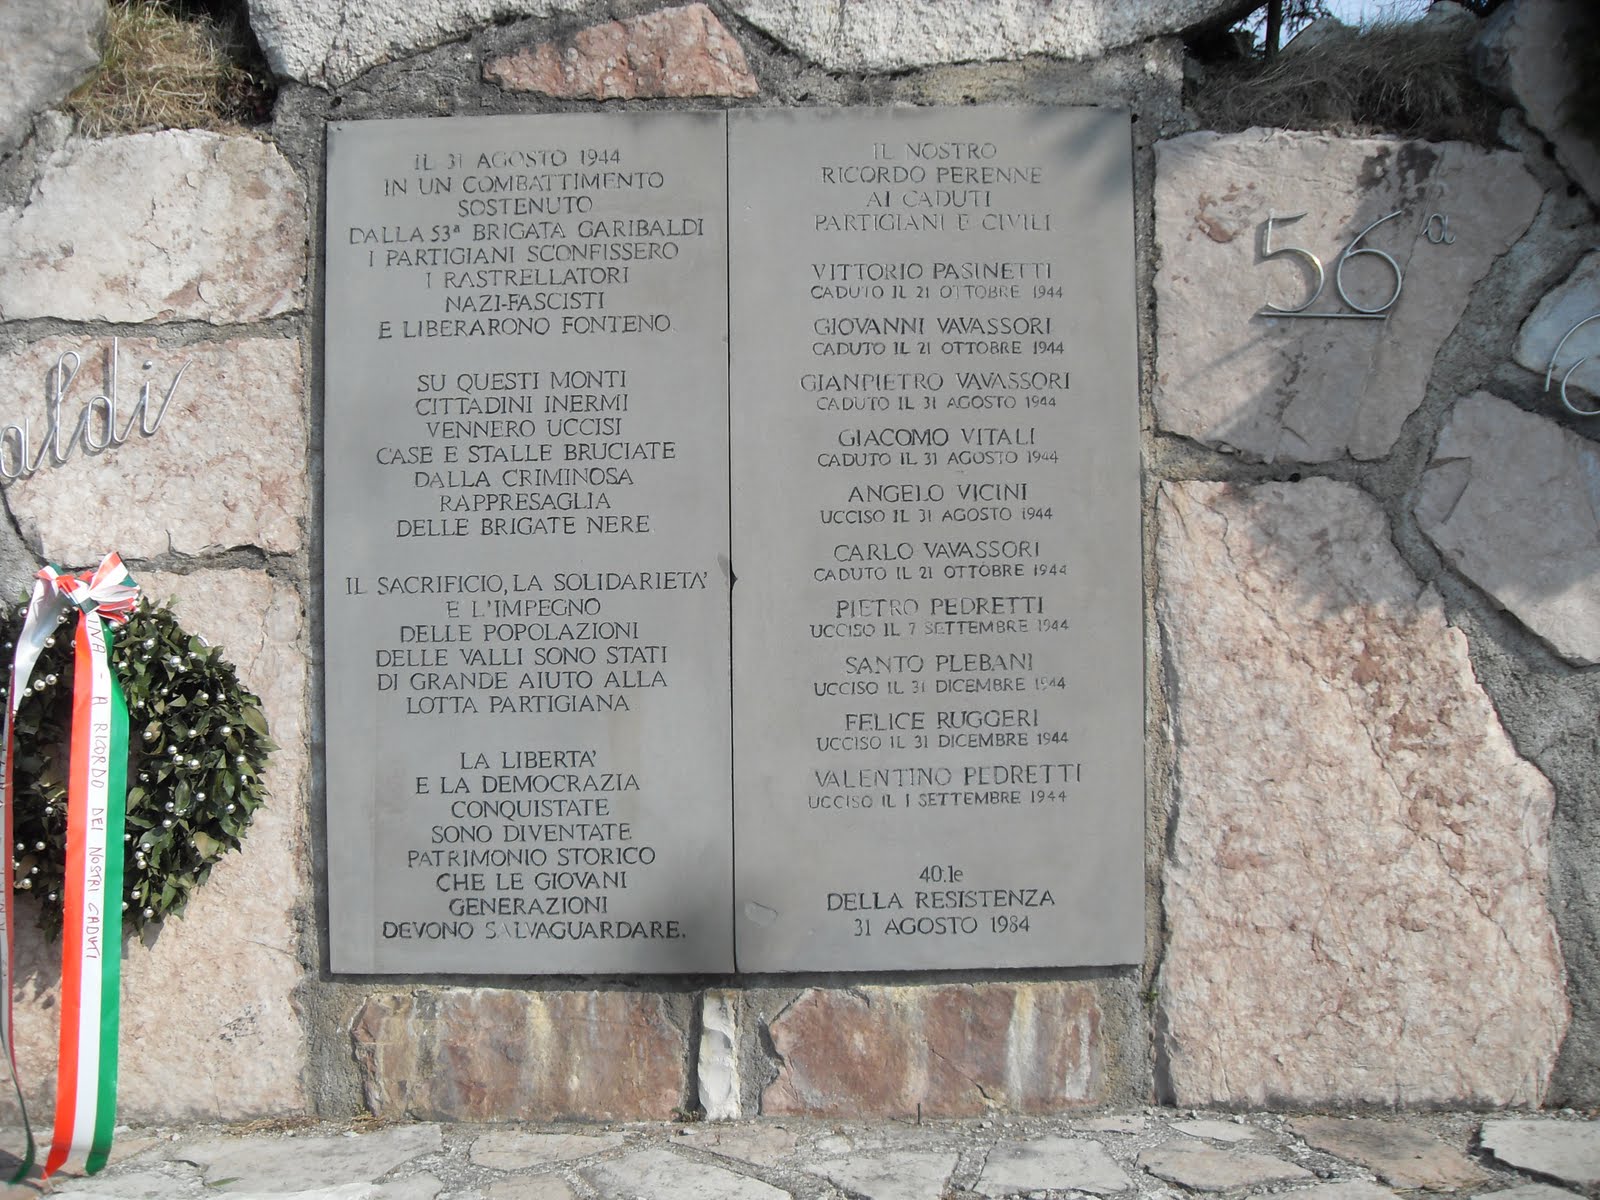 IL 31 AGOSTO 1944
IN UN COMBATTIMENTO
SOSTENUTO
DALLA 53ª BRIGATA GARIBALDI
I PARTIGIANI SCONFISSERO
I RASTRELLATORI
NAZI-FASCISTI
E LIBERARONO FONTENO
SU QUESTI MONTI
CITTADINI INERMI
VENNERO UCCISI
CASE E STALLE BRUCIATE
DALLA CRIMINOSA
RAPPRESAGLIA
DELLE BRIGATE NERE
IL SACRIFICIO, LA SOLIDARIETA'
E L'IMPEGNO
DELLE POPOLAZIONI
DELLE VALLI SONO STATI
DI GRANDE AIUTO ALLA
LOTTA PARTIGIANA
LA LIBERTA'
E LA DEMOCRAZIA
CONQUISTATE
SONO DIVENTATE
PATRIMONIO STORICO
CHE LE GIOVANI
GENERAZIONI
DEVONO SALVAGUARDARE.
IL NOSTRO
RICORDO PERENNE
AI CADUTI
PARTIGIANI E CIVILI
VITTORIO PASINETTI
CADUTO IL 21 OTTOBRE 1944
GIOVANNI VAVASSORI
CADUTO IL 21 OTTOBRE 1944
GIANPIETRO VAVASSORI
CADUTO IL 31 AGOSTO 1944
GIACOMO VITALI
CADUTO IL 31 AGOSTO 1944
ANGELO VICINI
UCCISO IL 31 AGOSTO 1944
CARLO VAVASSORI
CADUTO IL 21 OTTOBRE 1944
PIETRO PEDRETTI
UCCISO IL 7 SETTEMBRE 1944
SANTO PLEBANI
UCCISO IL 31 DICEMBRE 1944
FELICE RUGGERI
UCCISO IL 31 DICEMBRE 1944
VALENTINO PEDRETTI
UCCISO IL 1 SETTEMBRE 1944
40.le
DELLA RESISTENZA
31 AGOSTO 1984
56ª
aldi
INA - A RICORDO DEI NOSTRI CADUTI